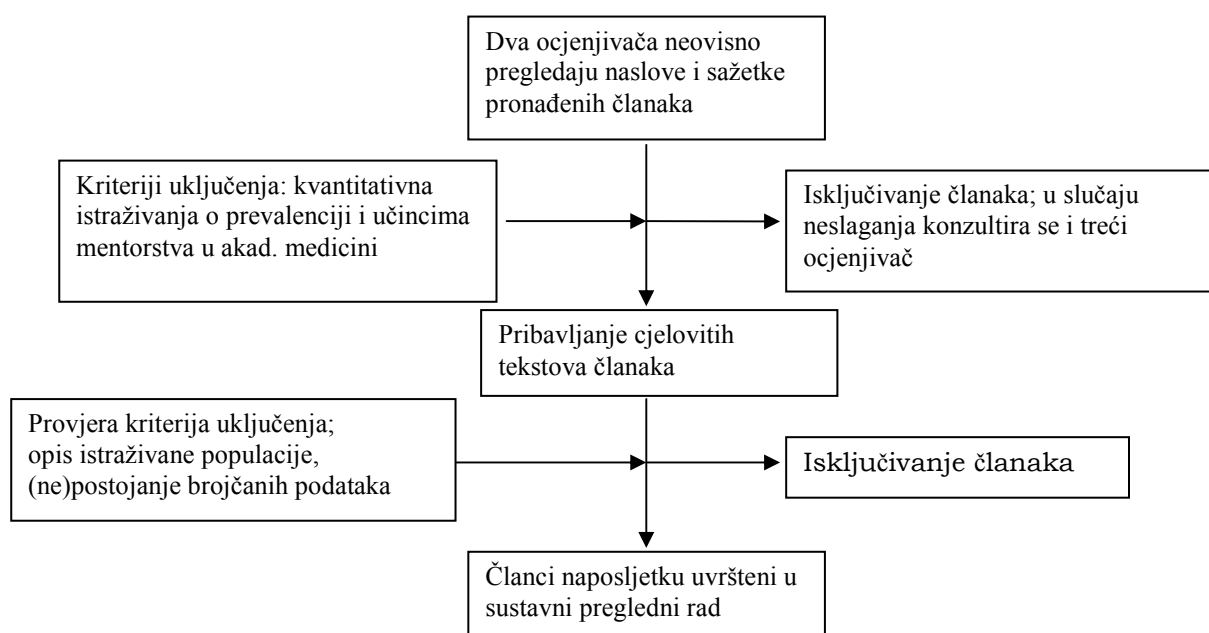 Dva ocjenjivača neovisno
pregledaju naslove i sažetke
pronađenih članaka
Kriteriji uključenja: kvantitativna
istraživanja o prevalenciji i učincima
mentorstva u akad. medicini
Isključivanje članaka; u slučaju
neslaganja konzultira se i treći
ocjenjivač
Pribavljanje cjelovitih
tekstova članaka
Provjera kriterija uključenja;
opis istraživane populacije,
(ne)postojanje brojčanih podataka
Isključivanje članaka
Članci naposljetku uvršteni u
sustavni pregledni rad